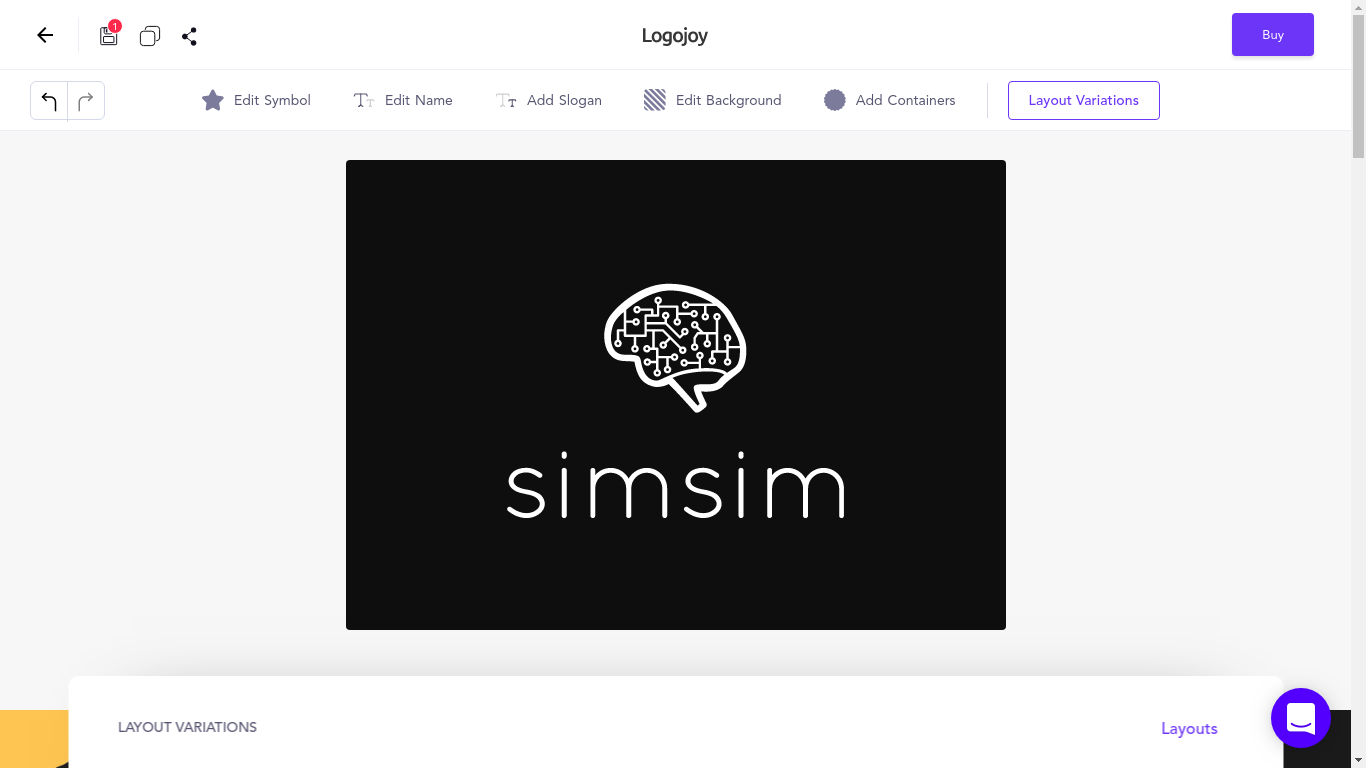 1
Logojoy
Buy
Edit Symbol
Edit Name
Add Slogan
Edit Background
Add Containers
Layout Variations
simsim
LAYOUT VARIATIONS
Layouts